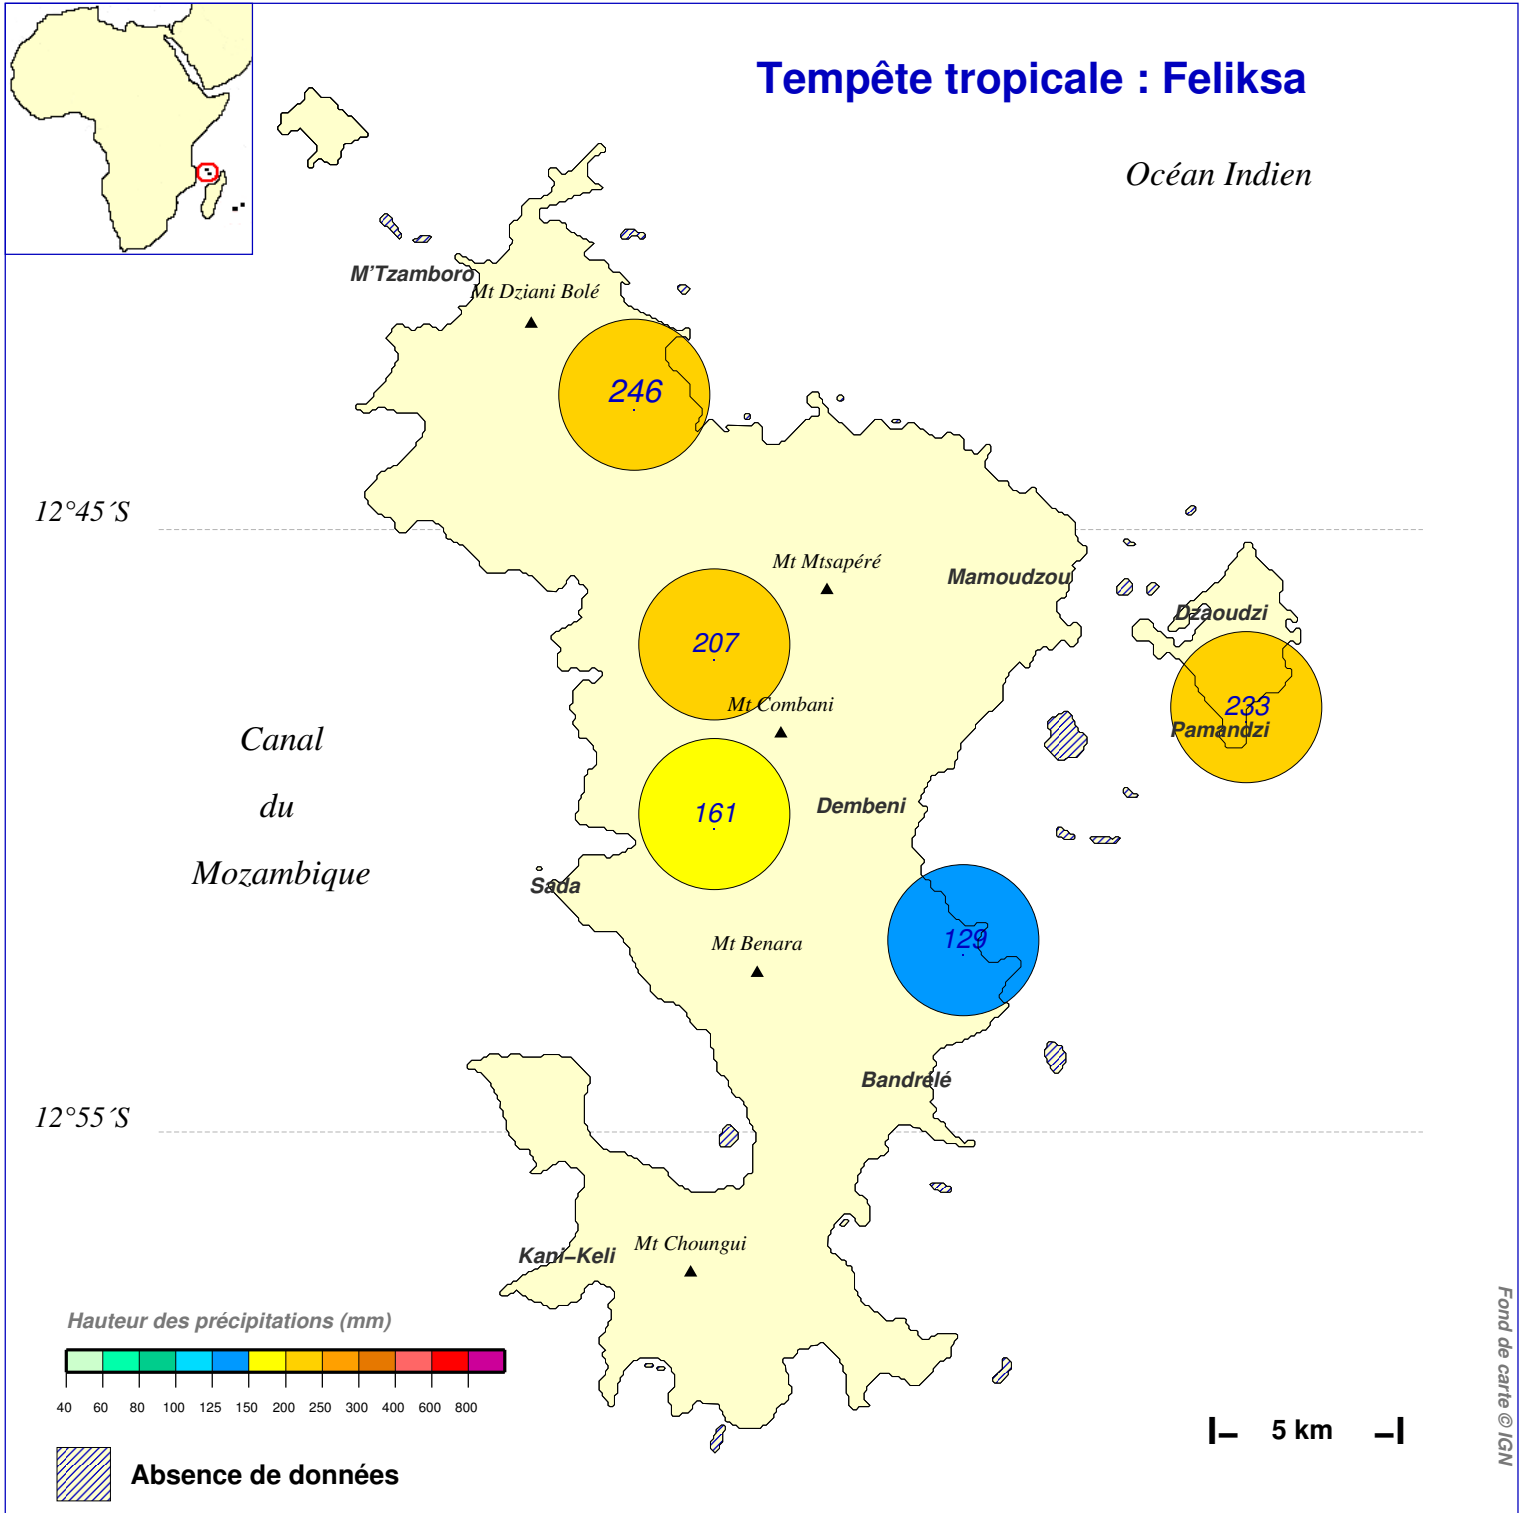 Tempête tropicale : Feliksa
Océan Indien
M'Tzamboro
Mt Dziani Bolé
246
12°45´S
Mt Mtsapéré
Mamoudzou
Dzaoudzi
207
Mt Combani
233
Pamandzi
Canal
du
Mozambique
161
Dembeni
Sada
129
Mt Benara
Bandrélé
12°55´S
Kani–Keli
Mt Choungui
Hauteur des précipitations (mm)
40 60 80 100 125 150 200 250 300 400 600 800
Absence de données
5 km
Fond de carte © IGN